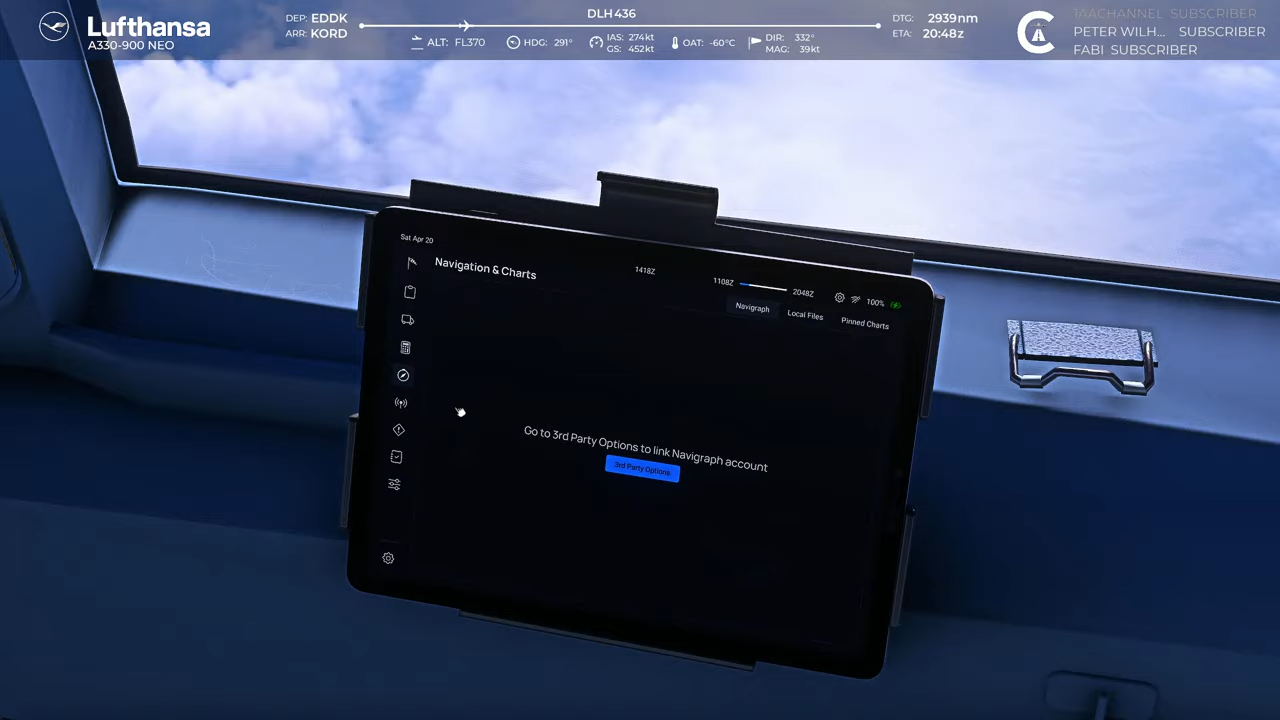 Lufthansa
A330-900 NEO
DEP: EDDK
ARR: KORD
DLH436
ALT: FL370
HDG: 291°
IAS: 274kt
GS: 452kt
OAT: -60°C
DIR: 332°
MAG: 39kt
DTG: 2939nm
ETA: 20:48z
1AACHANNEL SUBSCRIBER
PETER WILH... SUBSCRIBER
FABI SUBSCRIBER
Sat Apr 20
1418Z
1108Z
2048Z
100%
Navigation & Charts
Navigraph
Local Files
Pinned Charts
Go to 3rd Party Options to link Navigraph account
3rd Party Options